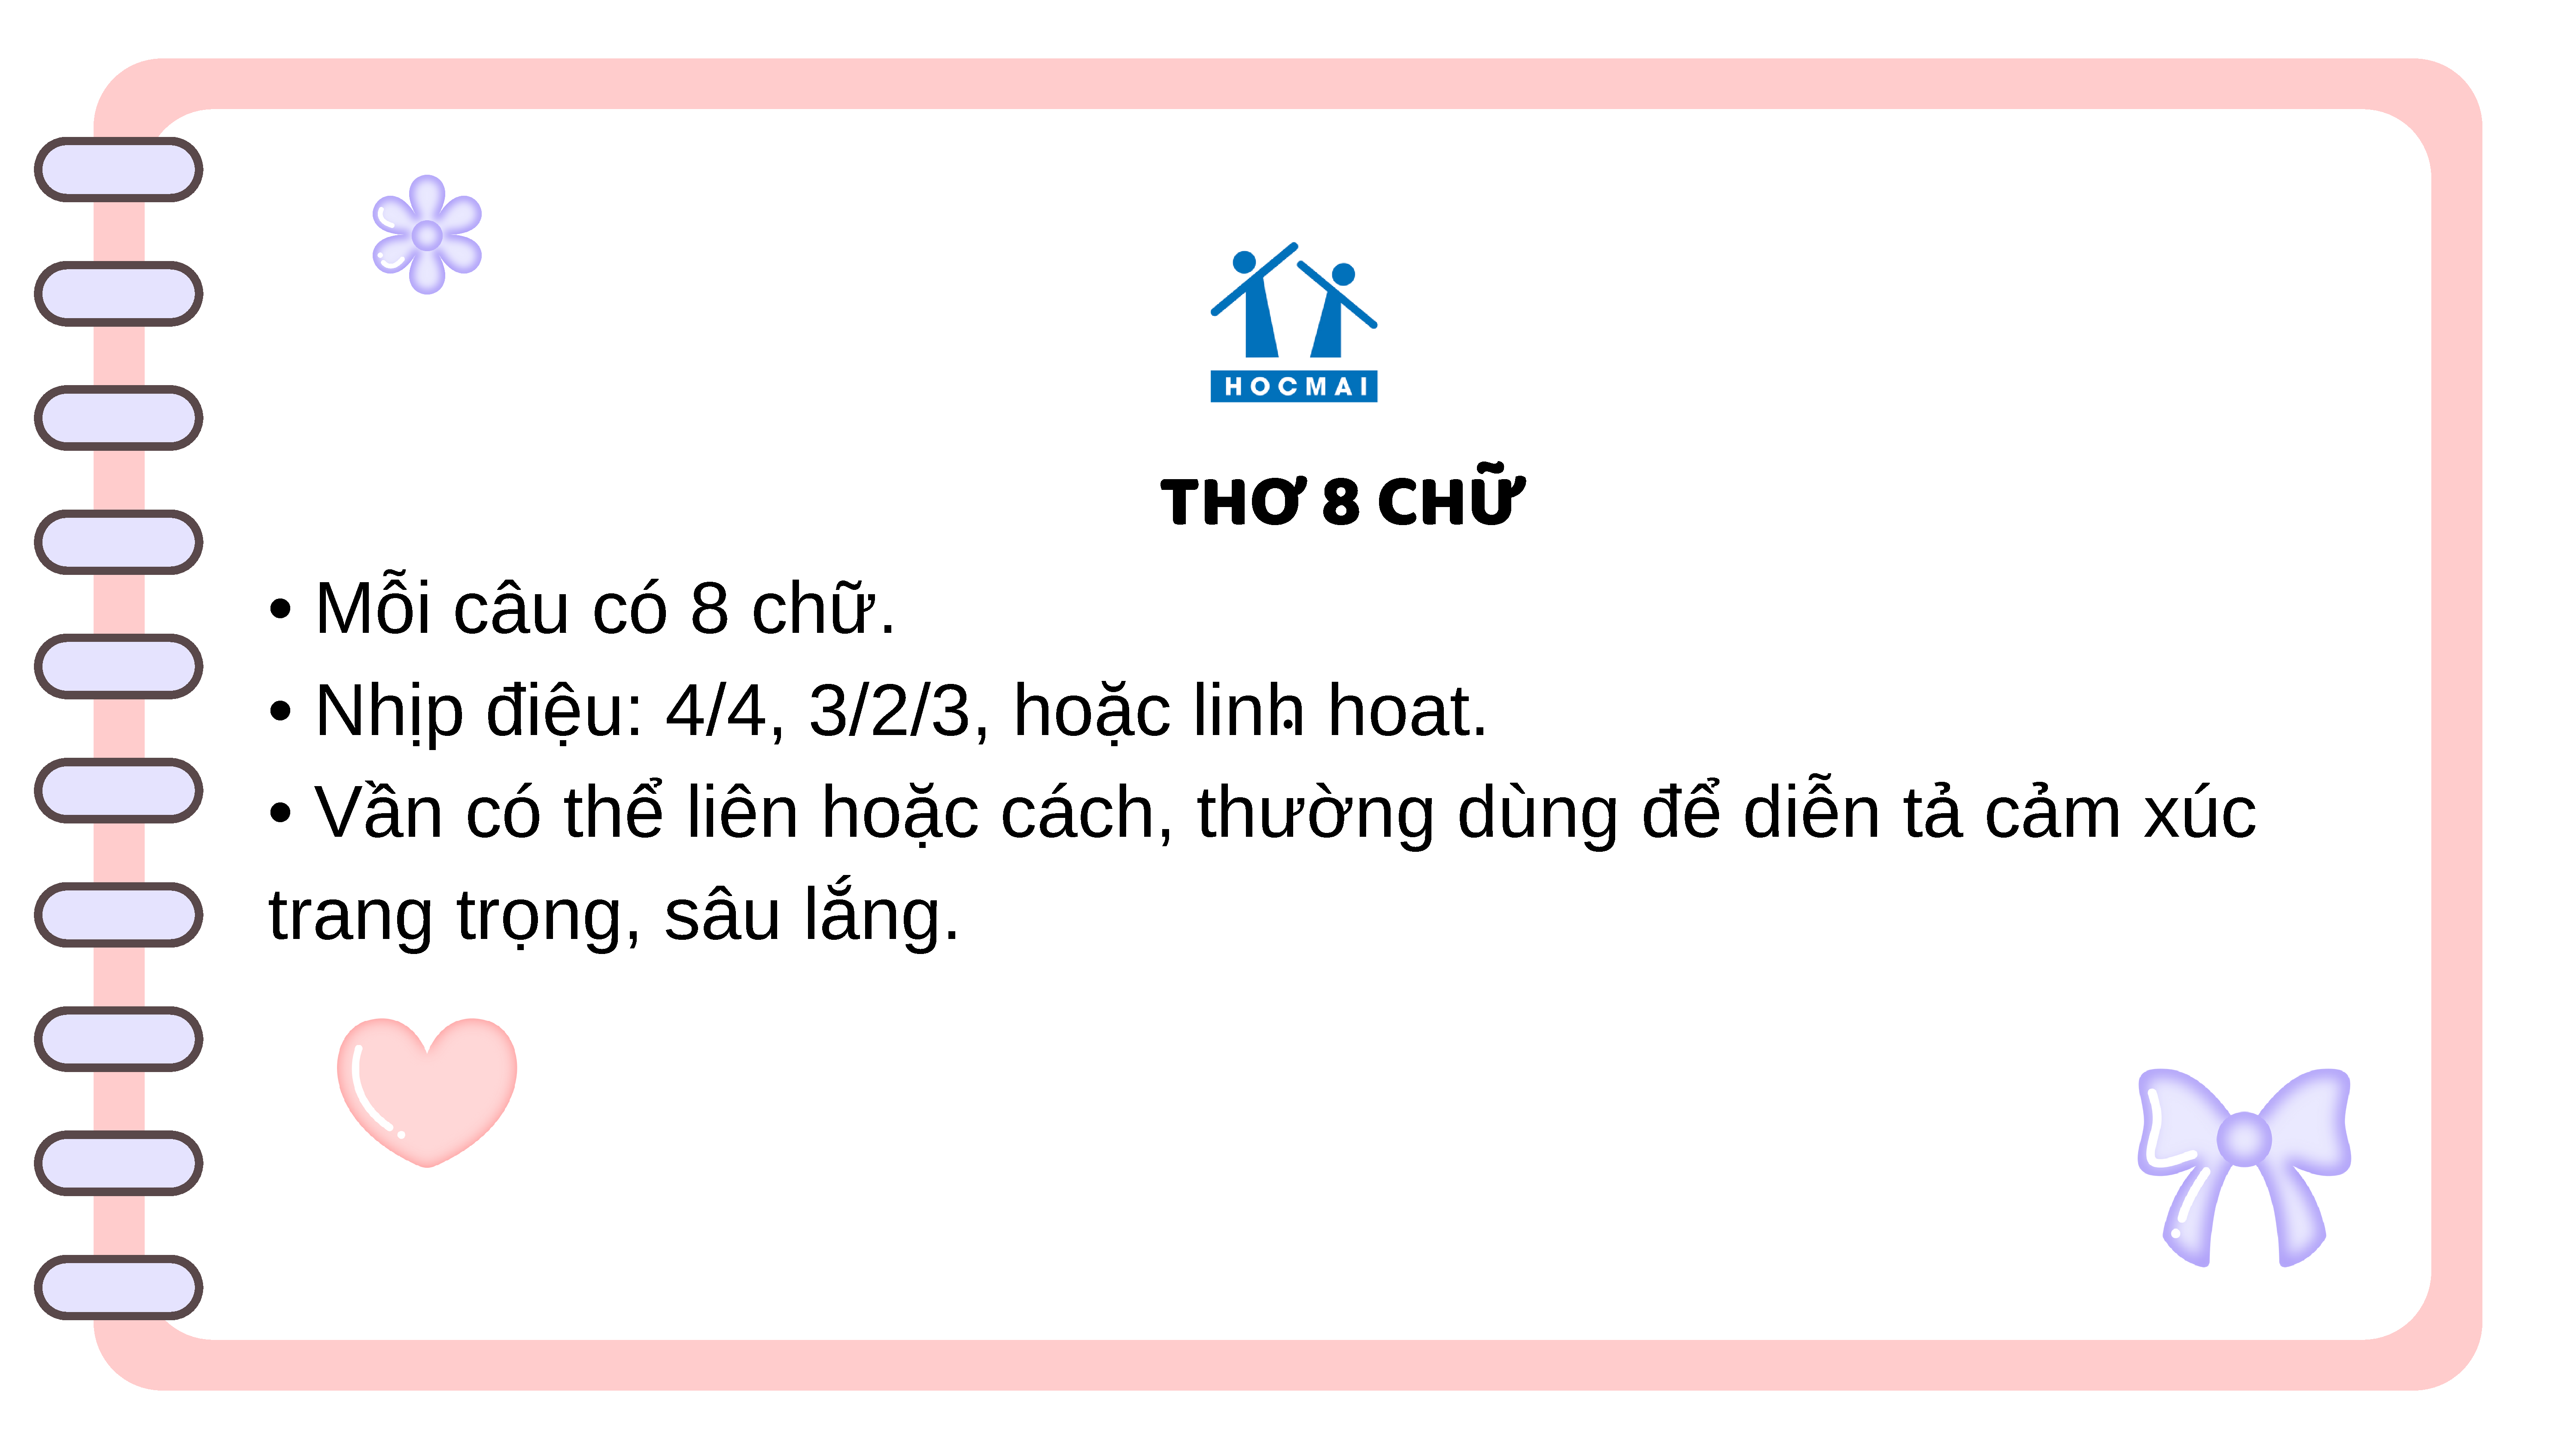 HOCMAI
THƠ 8 CHỮ
• Mỗi câu có 8 chữ.
• Nhịp điệu: 4/4, 3/2/3, hoặc linh hoat.
• Vần có thể liên hoặc cách, thường dùng để diễn tả cảm xúc
trang trọng, sâu lắng.